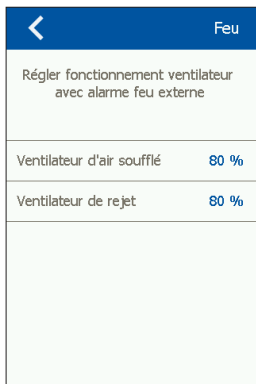 Feu
Régler fonctionnement ventilateur
avec alarme feu externe
Ventilateur d'air soufflé 80 %
Ventilateur de rejet 80 %